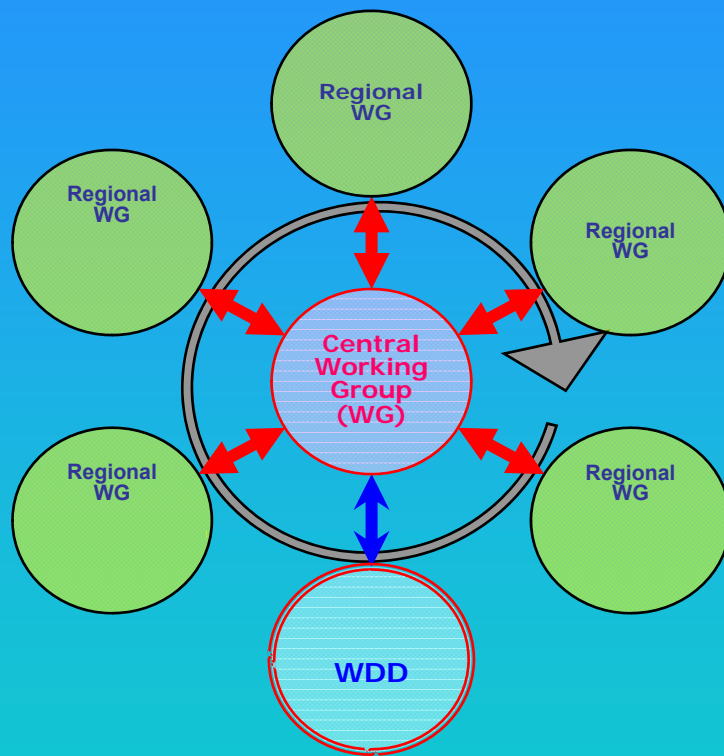 Regional
WG
Regional
WG
Regional
WG
Central
Working
Group
(WG)
Regional
WG
Regional
WG
WDD